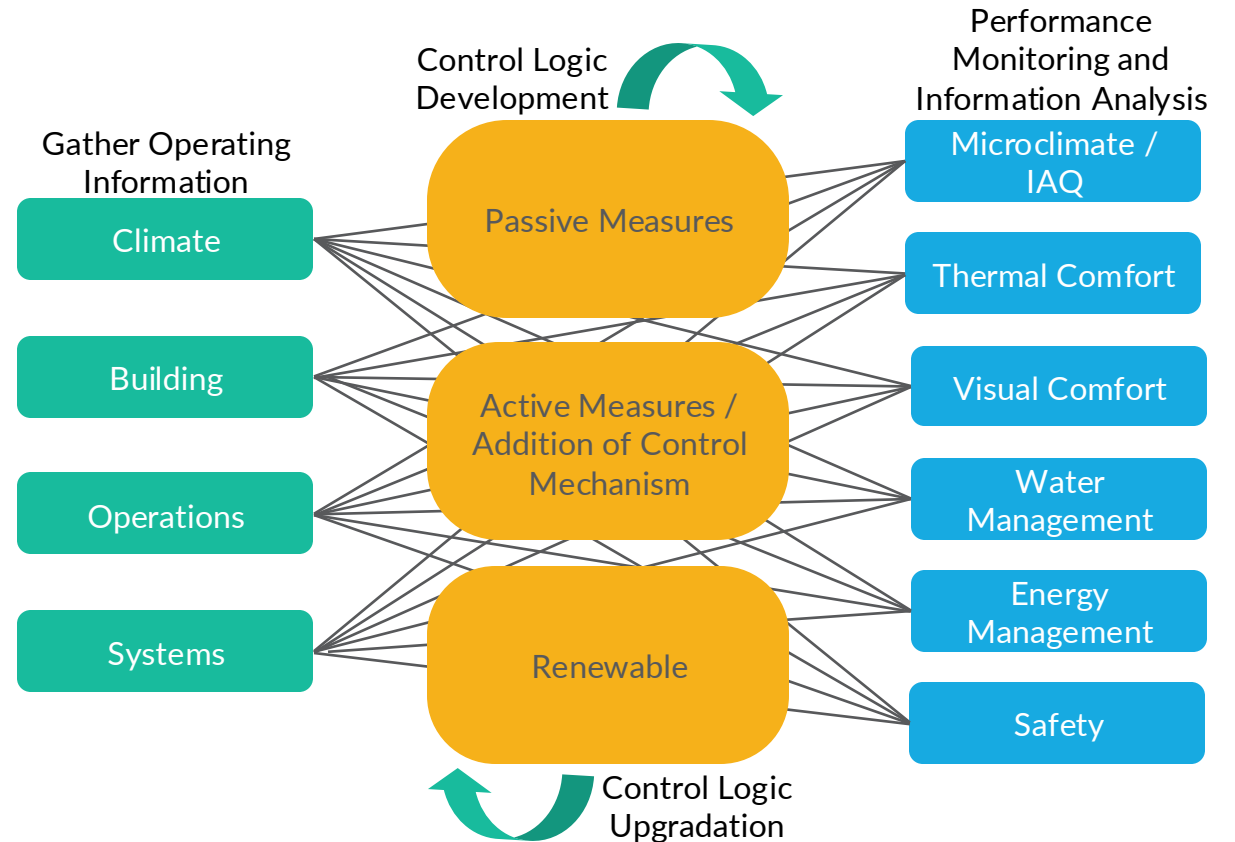 Gather Operating
Information
Climate
Building
Operations
Systems
Control Logic
Development
Passive Measures
Active Measures /
Addition of Control
Mechanism
Renewable
Control Logic
Upgradation
Performance
Monitoring and
Information Analysis
Microclimate /
IAQ
Thermal Comfort
Visual Comfort
Water
Management
Energy
Management
Safety